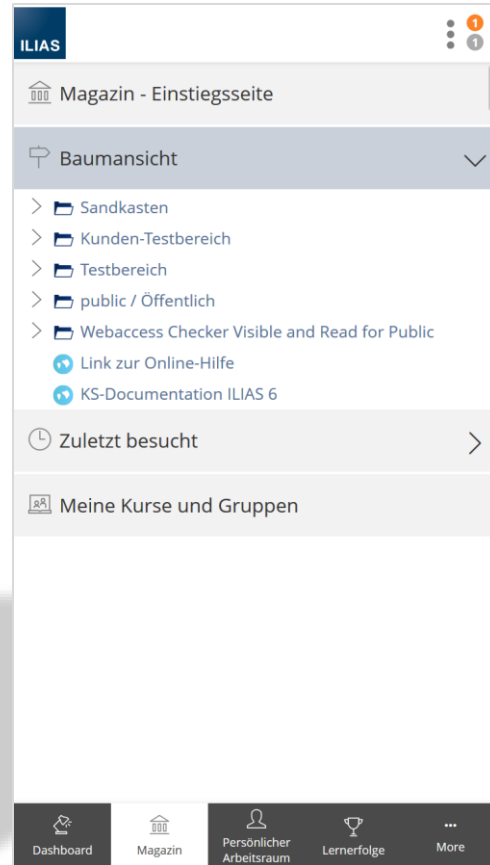 ILIAS
1
1
Magazin - Einstiegsseite
Baumansicht
Sandkasten
Kunden-Testbereich
Testbereich
public / Öffentlich
Webaccess Checker Visible and Read for Public
Link zur Online-Hilfe
KS-Documentation ILIAS 6
Zuletzt besucht
Meine Kurse und Gruppen
Dashboard
Magazin
Persönlicher
Arbeitsraum
Lernerfolge
More